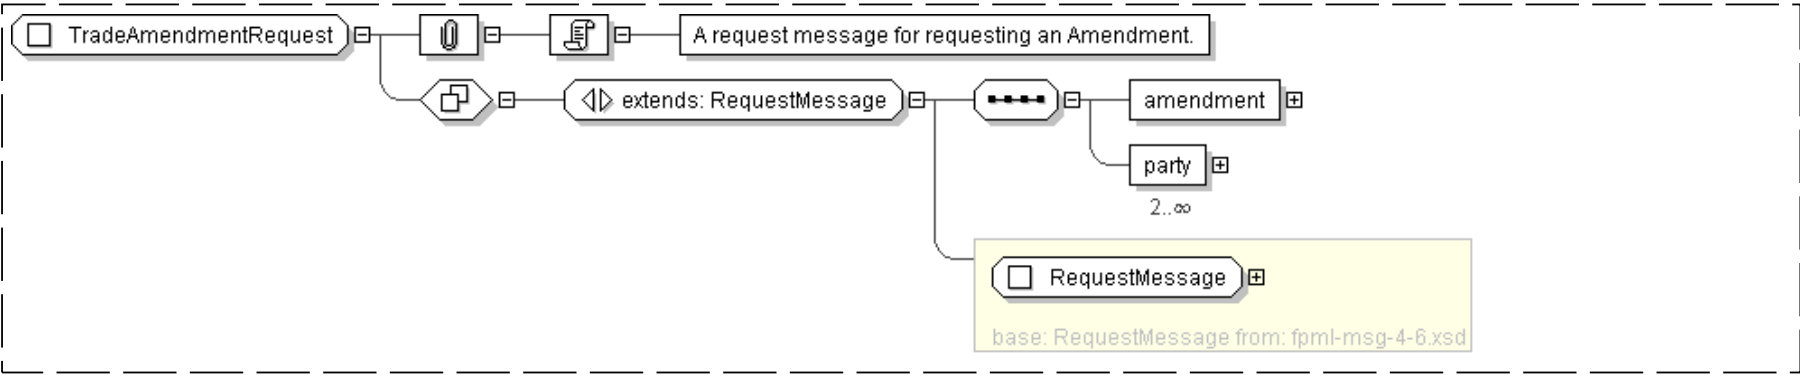 TradeAmendmentRequest
A request message for requesting an Amendment.
extends: RequestMessage
amendment
party
2..∞
RequestMessage
base: RequestMessage from: fpml-msg-4-6.xsd